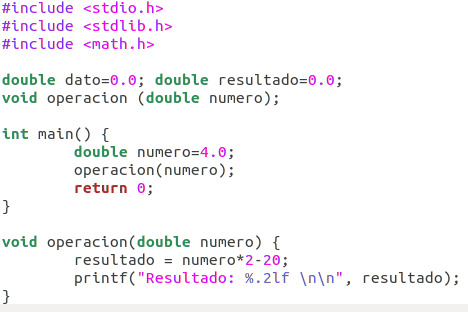 #include <stdio.h>
#include <stdlib.h>
#include <math.h>

double dato=0.0; double resultado=0.0;
void operacion (double numero);

int main() {
        double numero=4.0;
        operacion(numero);
        return 0;
}

void operacion(double numero) {
        resultado = numero*2-20;
        printf("Resultado: %.2lf \n\n", resultado);
}